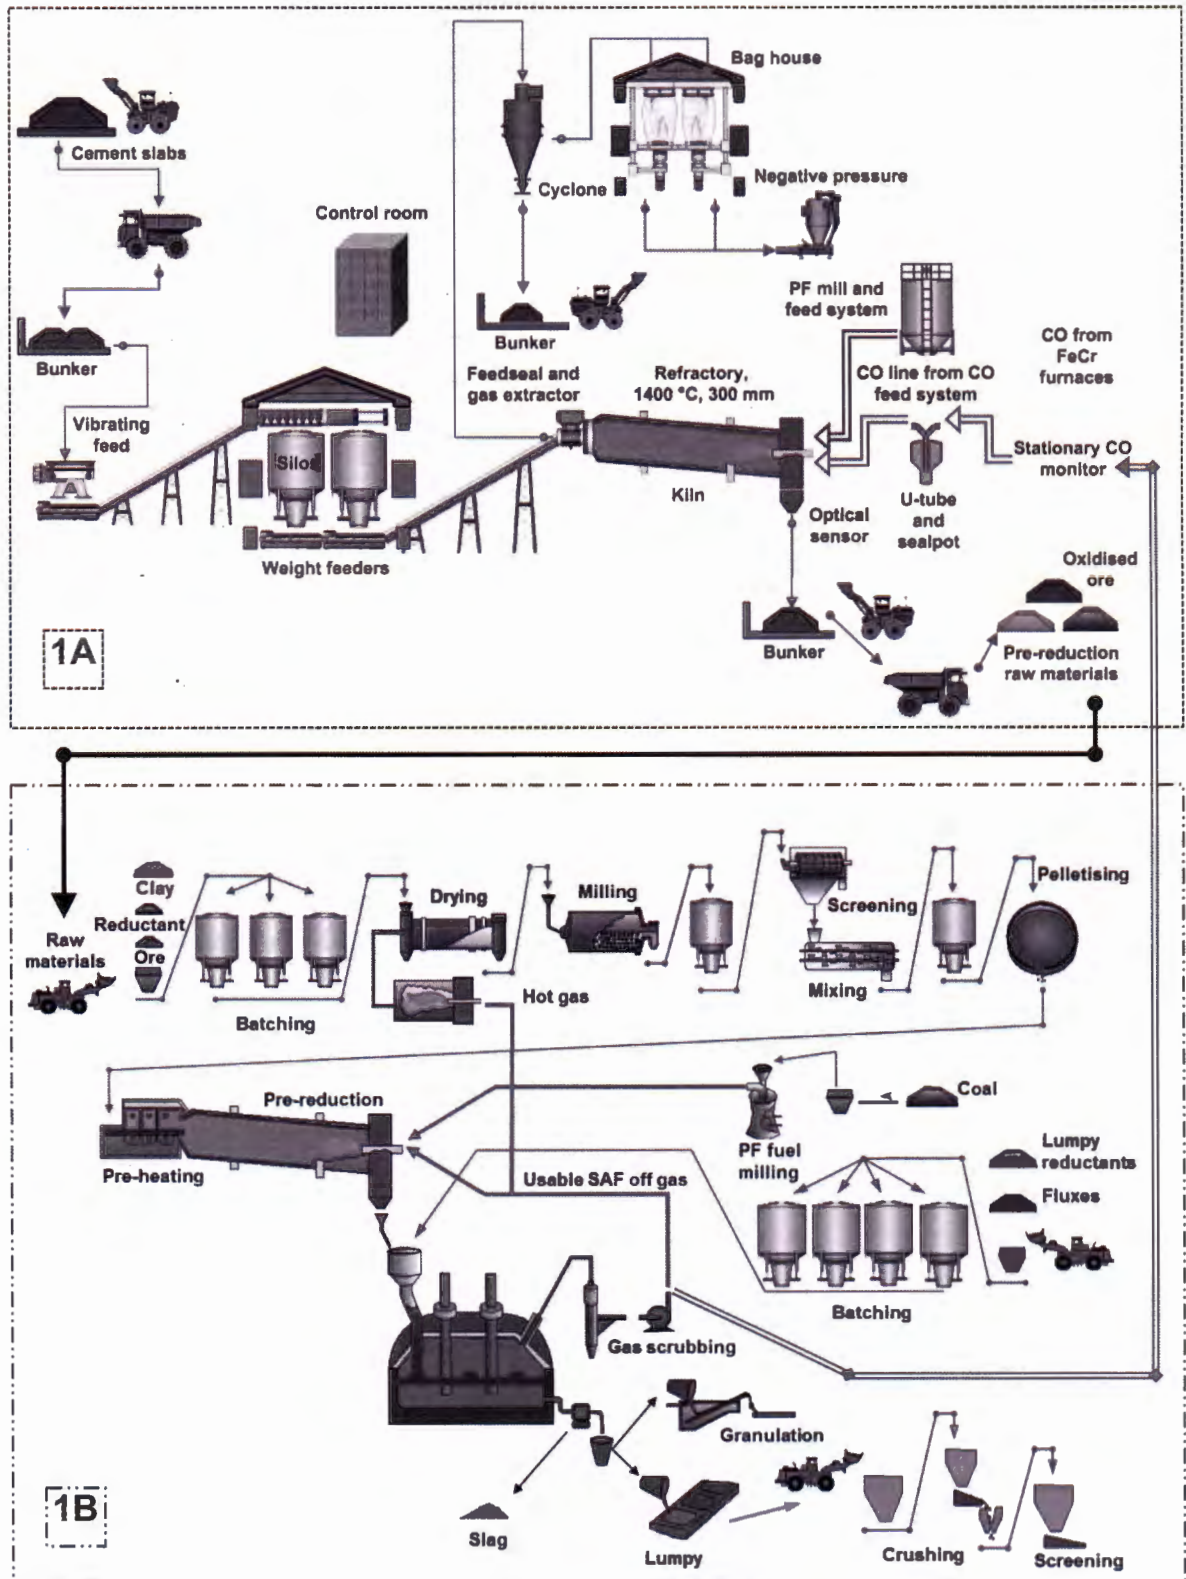 Bag house
Cement slabs
Cyclone
Negative pressure
Control room
PF mill and
feed system
CO from
FeCr
furnaces
Bunker
Bunker
Feedseal and
gas extractor
Refractory,
1400 °C, 300 mm
CO line from CO
feed system
Vibrating
feed
Silos
Stationary CO
monitor
Kiln
U-tube
and
sealpot
Optical
sensor
Weight feeders
Oxidised
ore
1A
Bunker
Pre-reduction
raw materials
Clay
Reductant
Ore
Raw
materials
Drying
Milling
Screening
Pelletising
Hot gas
Mixing
Batching
Pre-reduction
Coal
PF fuel
milling
Lumpy
reductants
Pre-heating
Usable SAF off gas
Fluxes
Batching
Gas scrubbing
Granulation
1B
Slag
Lumpy
Crushing
Screening